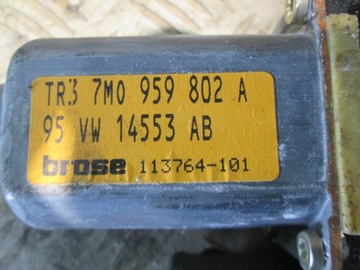 TR3 7M0 959 802 A
95 VW 14553 AB
brose 113764-101